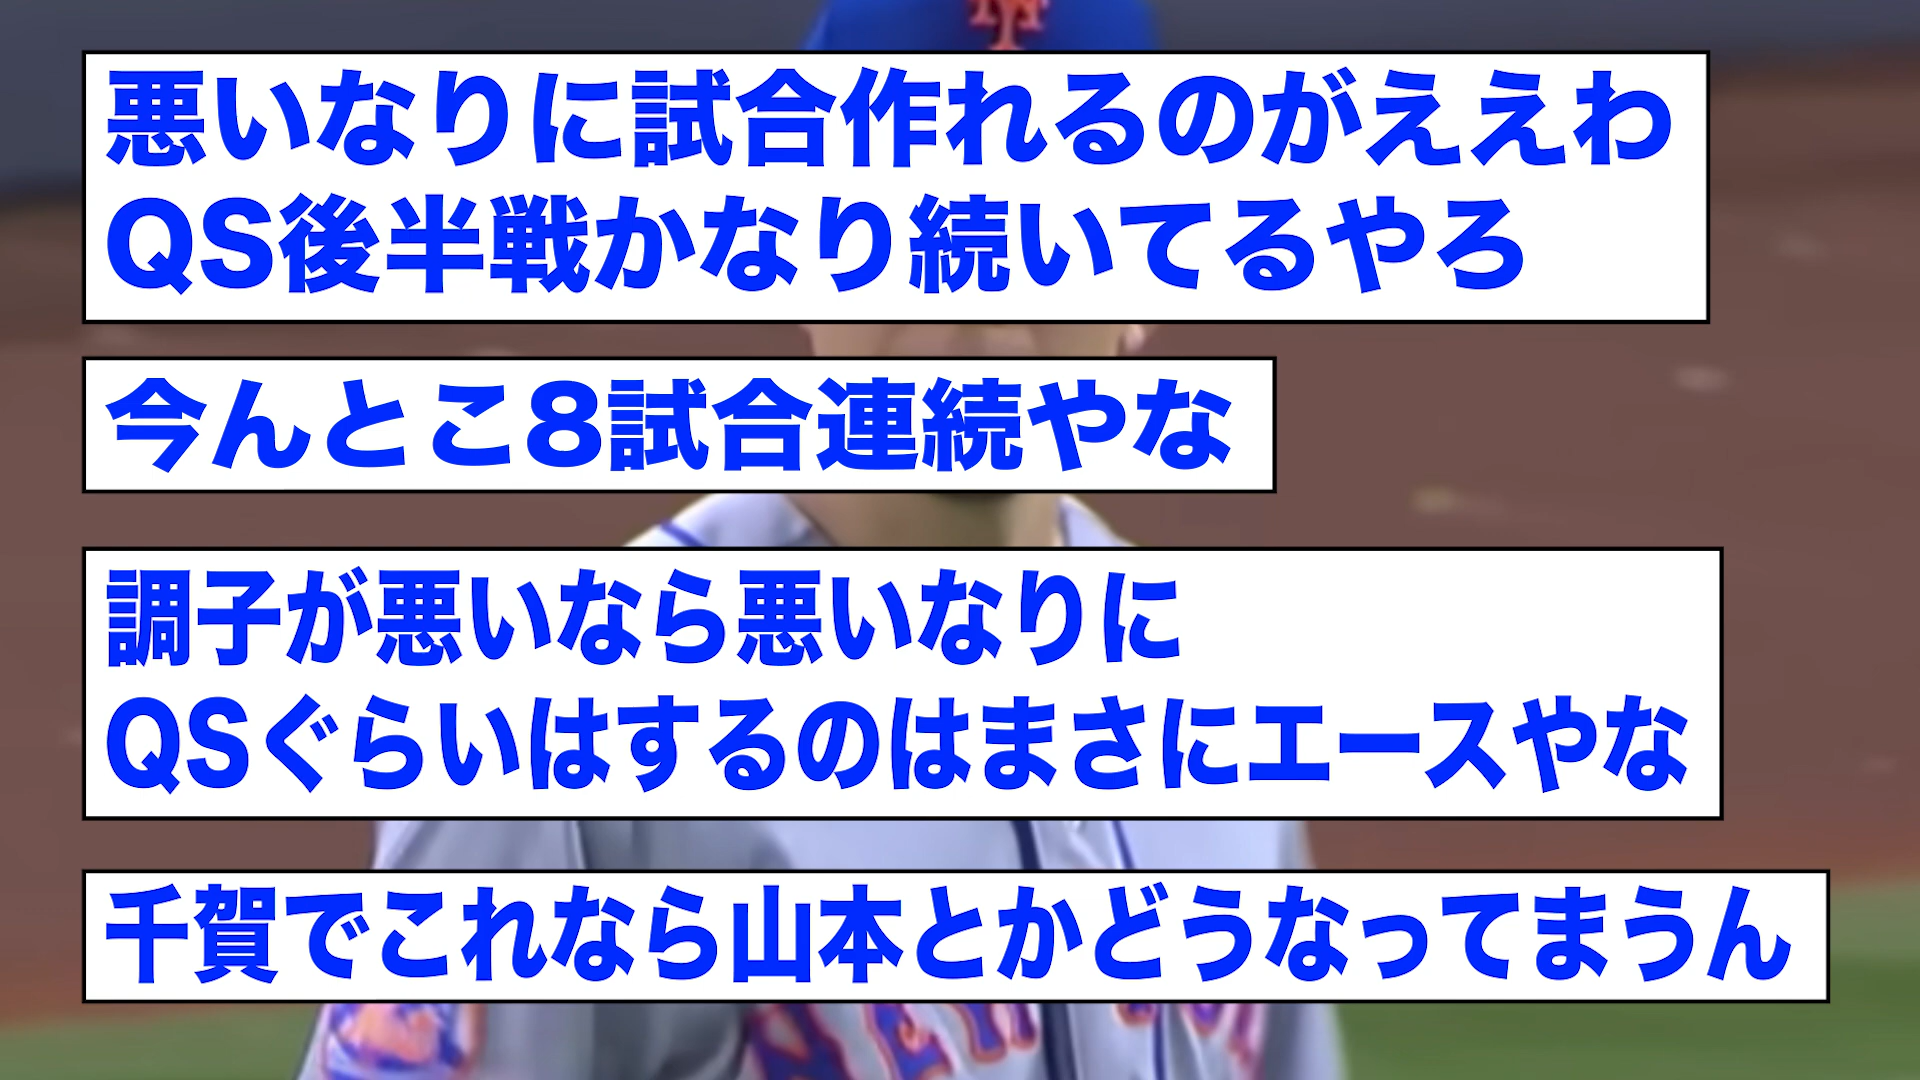 悪いなりに試合作れるのがええわ
QS後半戦かなり続いてるやろ
今んとこ8試合連続やな
調子が悪いなら悪いなりに
QSぐらいはするのはまさにエースやな
千賀でこれなら山本とかどうなってまうん